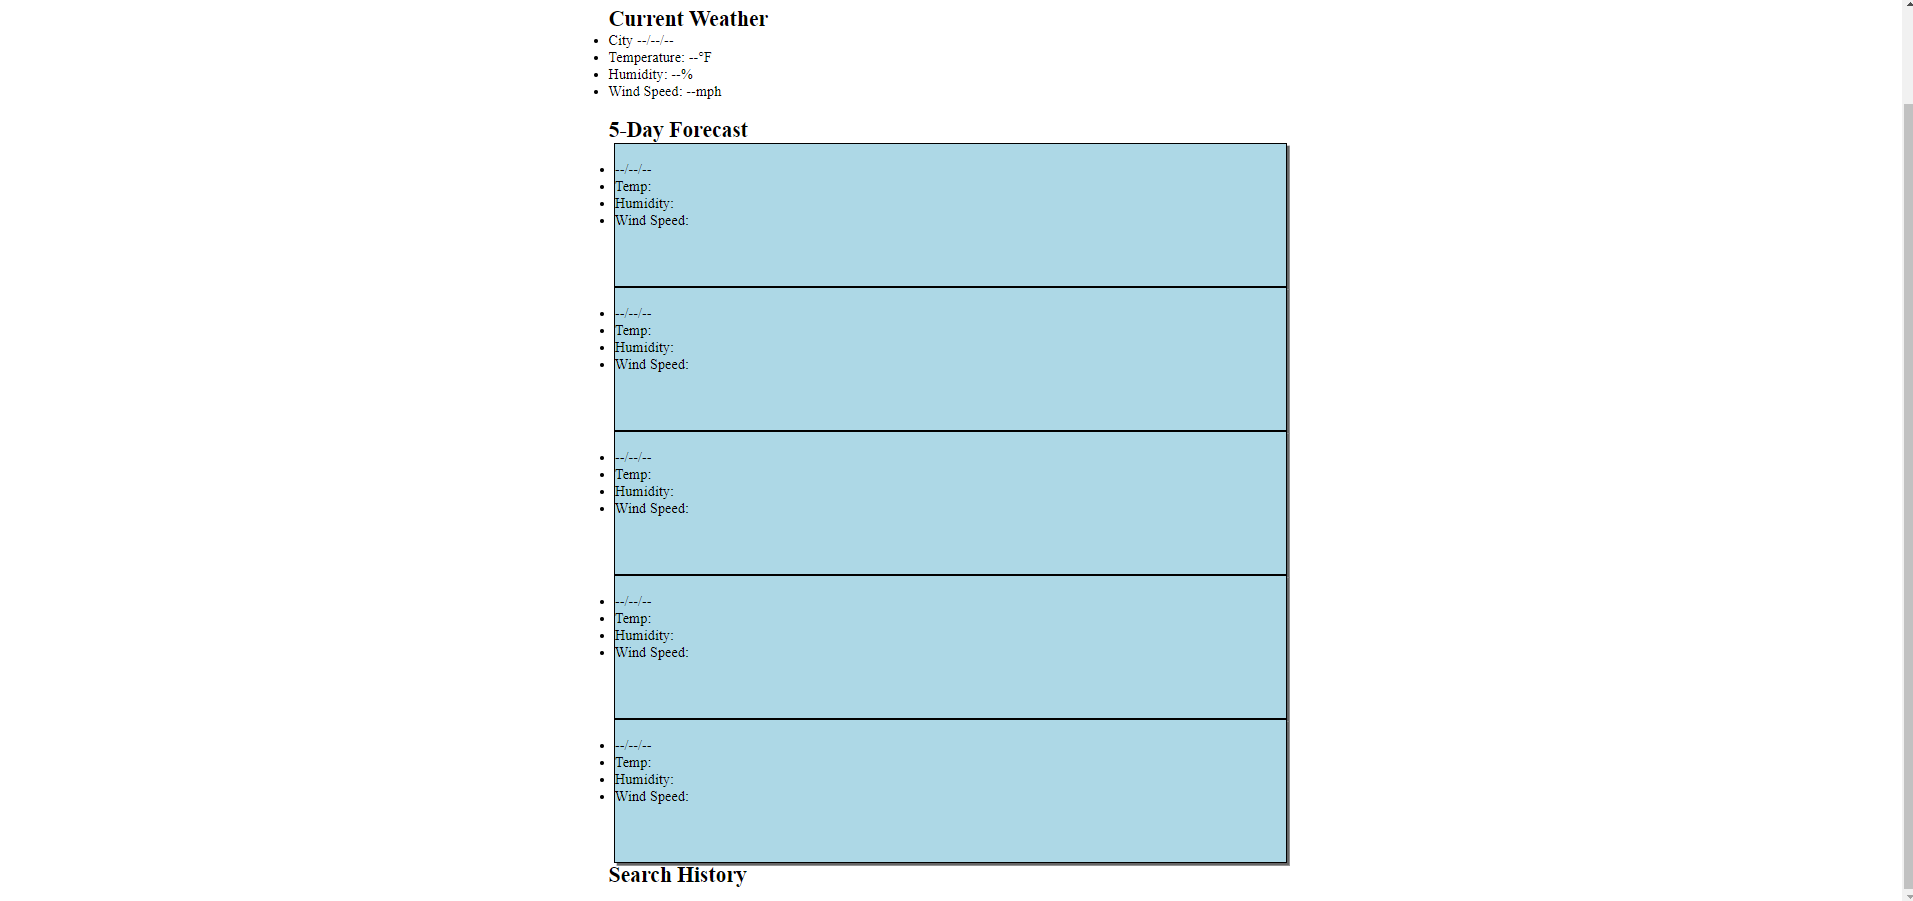 Current Weather
City --/--/--
Temperature: --°F
Humidity: --%
Wind Speed: --mph
5-Day Forecast
--/--/--
Temp:
Humidity:
Wind Speed:
--/--/--
Temp:
Humidity:
Wind Speed:
--/--/--
Temp:
Humidity:
Wind Speed:
--/--/--
Temp:
Humidity:
Wind Speed:
--/--/--
Temp:
Humidity:
Wind Speed:
Search History